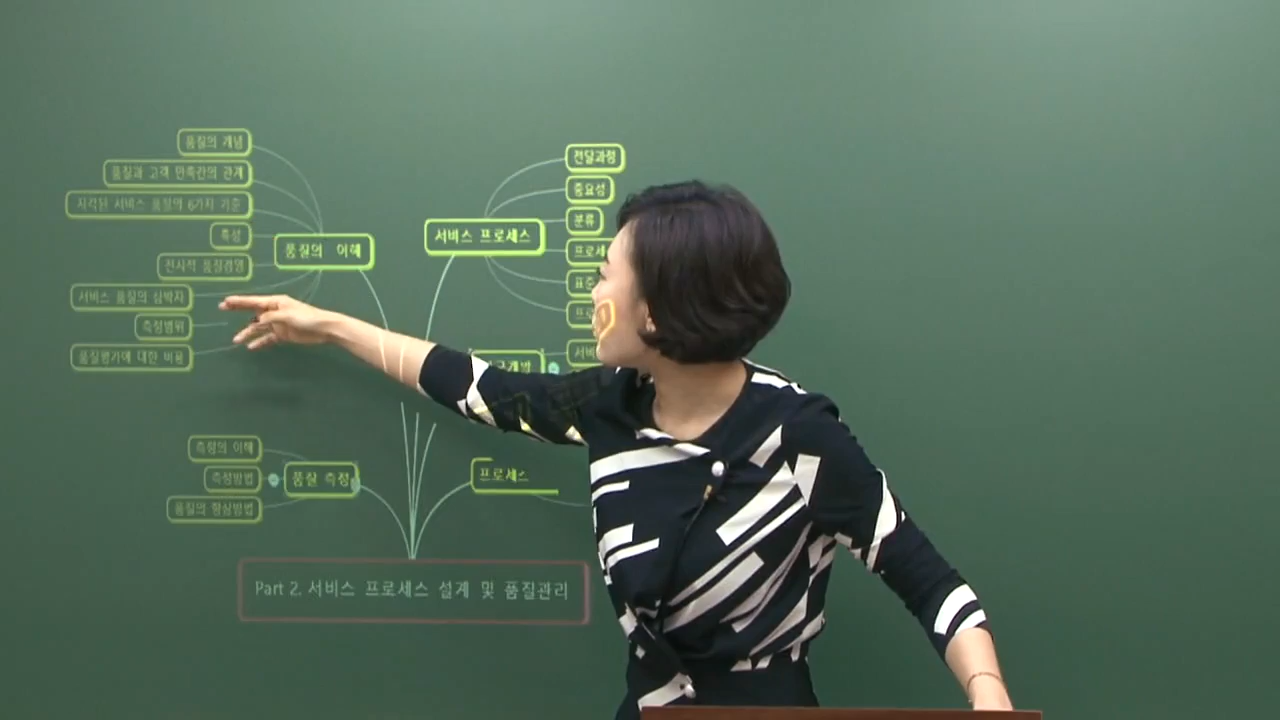 품질의 개념
품질과 고객 만족간의 관계
지각된 서비스 품질의 6가지 기준
특성
전사적 품질경영
서비스 품질의 삼박자
측정범위
품질평가에 대한 비용
품질의 이해
서비스 프로세스
전달과정
중요성
분류
측정의 이해
측정방법
품질의 향상방법
품질 측정
프로세스
Part 2. 서비스 프로세스 설계 및 품질관리